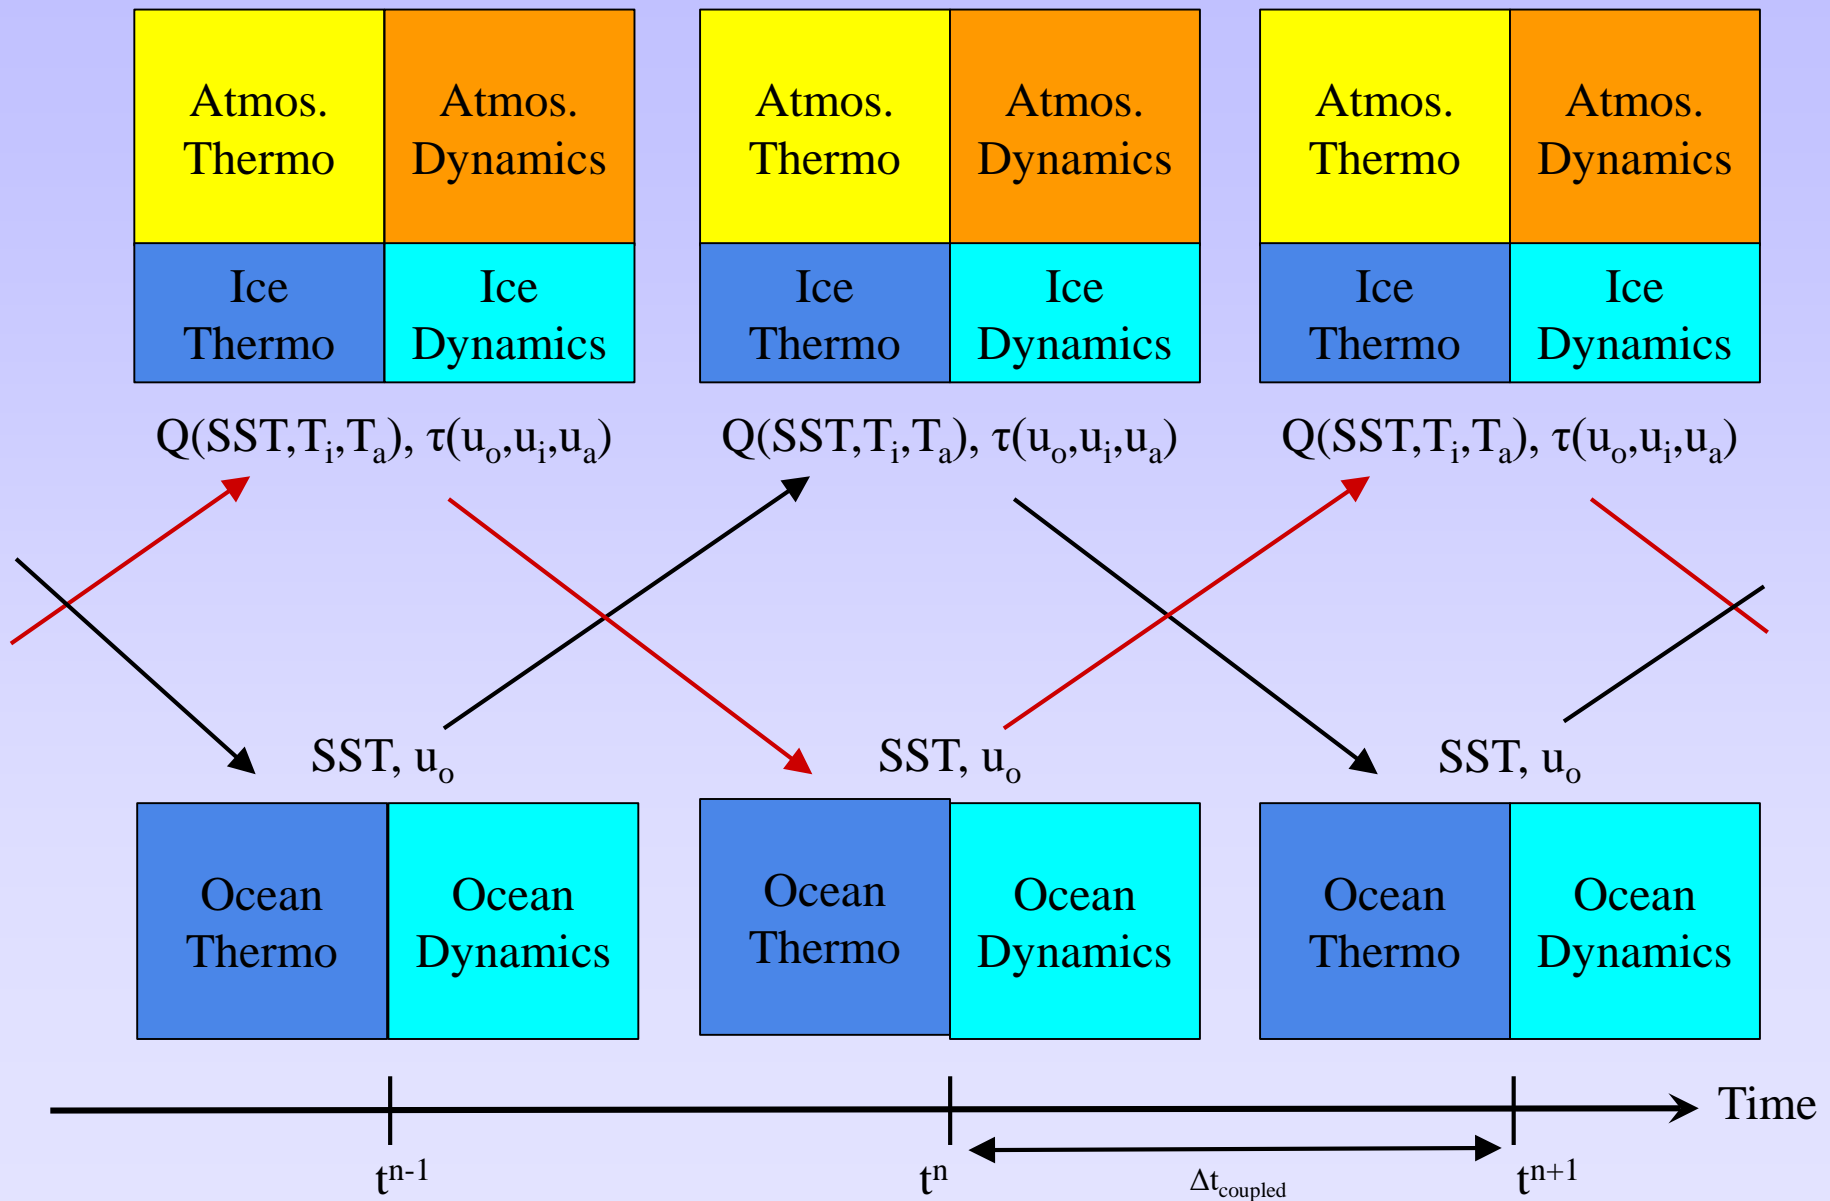 Atmos.
Thermo
Atmos.
Dynamics
Atmos.
Thermo
Atmos.
Dynamics
Atmos.
Thermo
Atmos.
Dynamics
Ice
Thermo
Ice
Dynamics
Ice
Thermo
Ice
Dynamics
Ice
Thermo
Ice
Dynamics
Q(SST,Tᵢ,Tₐ), τ(uₒ,uᵢ,uₐ)
Q(SST,Tᵢ,Tₐ), τ(uₒ,uᵢ,uₐ)
Q(SST,Tᵢ,Tₐ), τ(uₒ,uᵢ,uₐ)
SST, uₒ
SST, uₒ
SST, uₒ
Ocean
Thermo
Ocean
Dynamics
Ocean
Thermo
Ocean
Dynamics
Ocean
Thermo
Ocean
Dynamics
Time
tⁿ⁻¹
tⁿ
Δt_coupled
tⁿ⁺¹